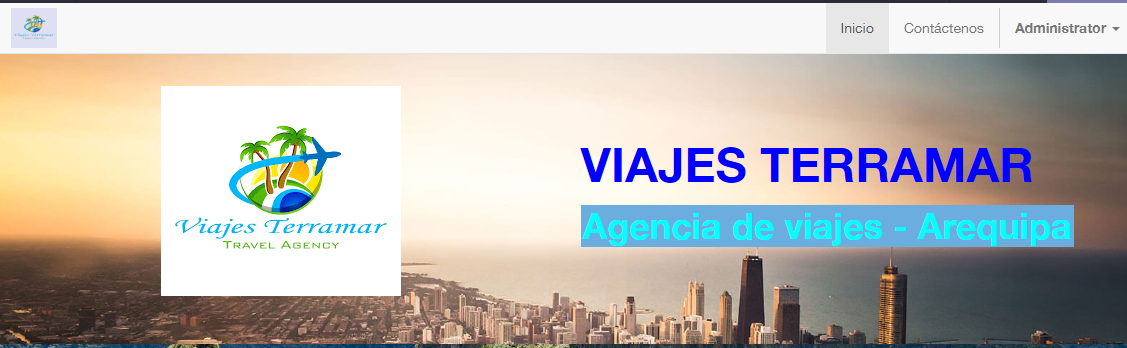 Inicio
Contáctenos
Administrator
VIAJES TERRAMAR
Agencia de viajes - Arequipa
Viajes Terramar
TRAVEL AGENCY